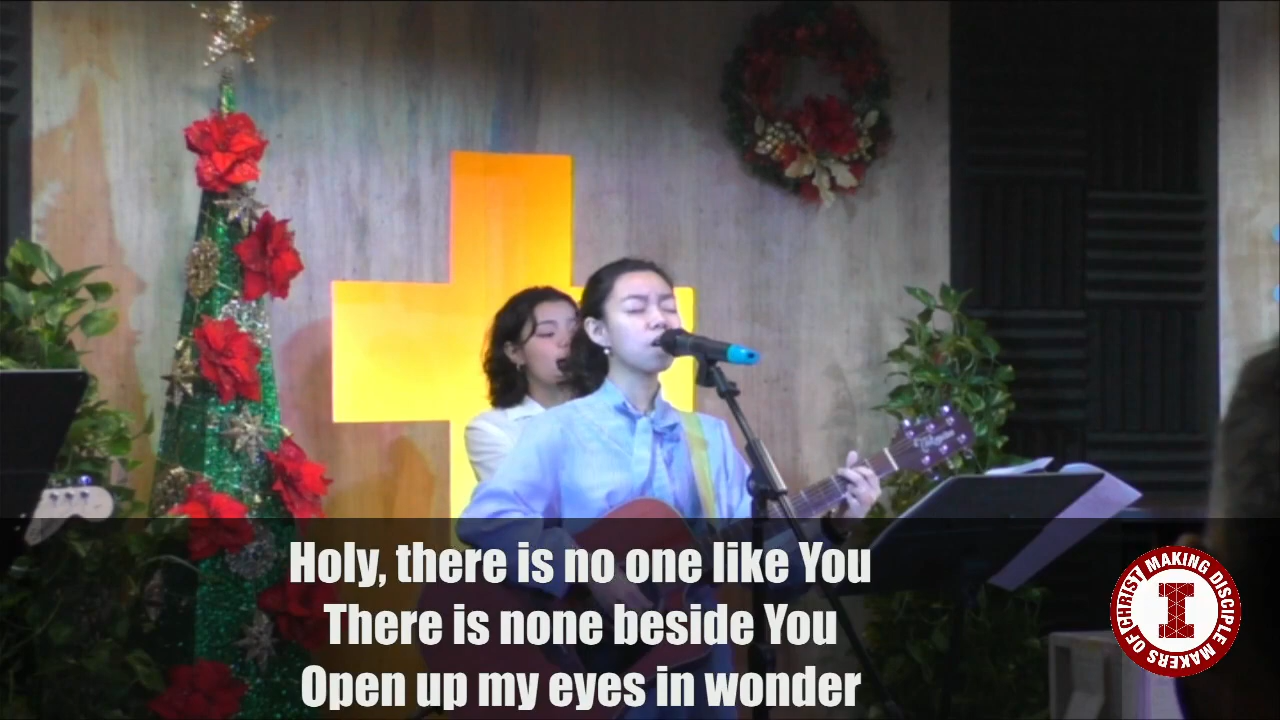 Holy, there is no one like You
There is none beside You
Open up my eyes in wonder
MAKING DISCIPLE MAKERS OF CHRIST
I